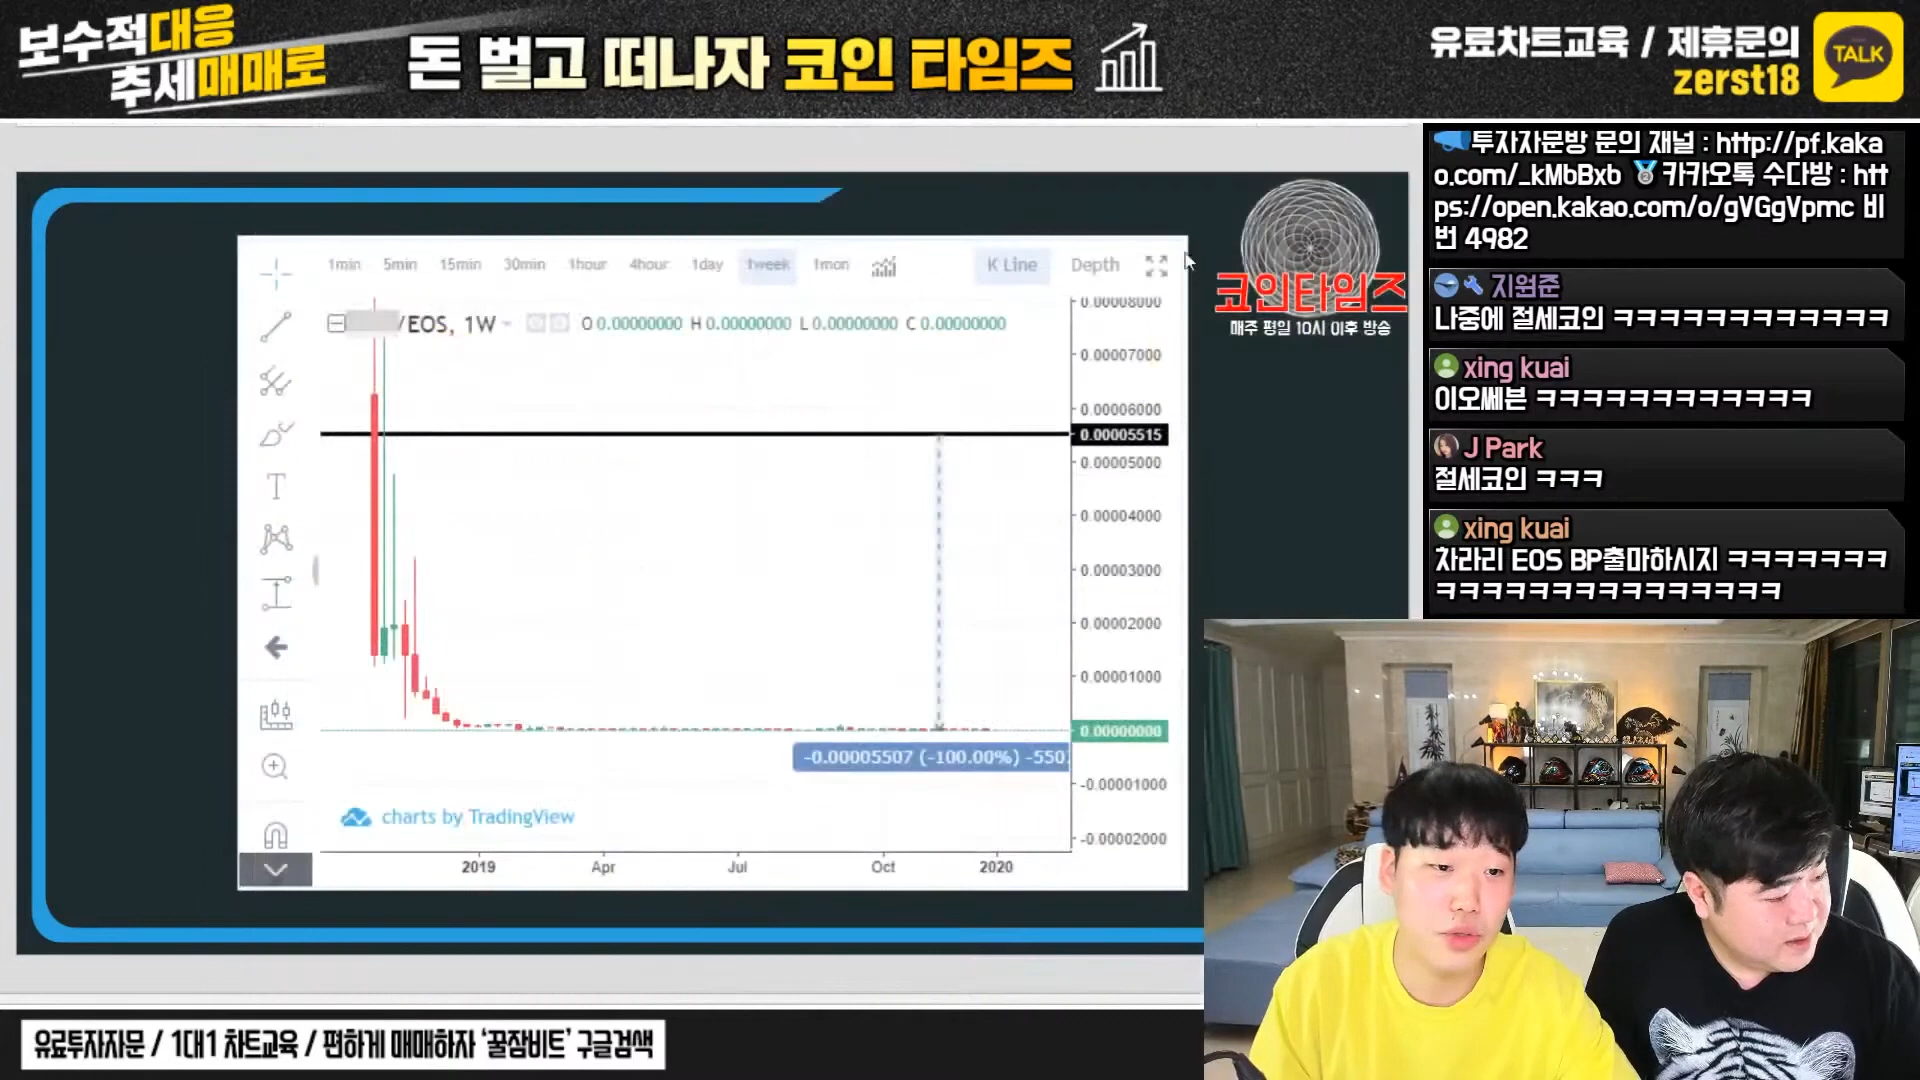 보수적대응
추세매매로
돈 벌고 떠나자 코인 타임즈
유료차트교육 / 제휴문의
zerst18
TALK
투자자문방 문의 채널 : http://pf.kaka
o.com/_kMbBxb 카카오톡 수다방 : htt
ps://open.kakao.com/o/gVGgVpmc 비
번 4982
지원준
나중에 절세코인 ㅋㅋㅋㅋㅋㅋㅋㅋㅋㅋㅋㅋ
xing kuai
이오쎄븐 ㅋㅋㅋㅋㅋㅋㅋㅋㅋㅋㅋㅋ
J Park
절세코인 ㅋㅋㅋ
xing kuai
차라리 EOS BP출마하시지 ㅋㅋㅋㅋㅋㅋㅋ
ㅋㅋㅋㅋㅋㅋㅋㅋㅋㅋㅋㅋㅋㅋㅋ
코인타임즈
매주 평일 10시 이후 방송
1min 5min 15min 30min 1hour 4hour 1day 1week 1mon K Line Depth
/EOS, 1W O 0.00000000 H 0.00000000 L 0.00000000 C 0.00000000
0.00008000
0.00007000
0.00006000
0.00005515
0.00005000
0.00004000
0.00003000
0.00002000
0.00001000
0.00000000
-0.00005507 (-100.00%) -5507
-0.00001000
-0.00002000
charts by TradingView
2019 Apr Jul Oct 2020
유료투자자문 / 1대1 차트교육 / 편하게 매매하자 '꿀잠비트' 구글검색